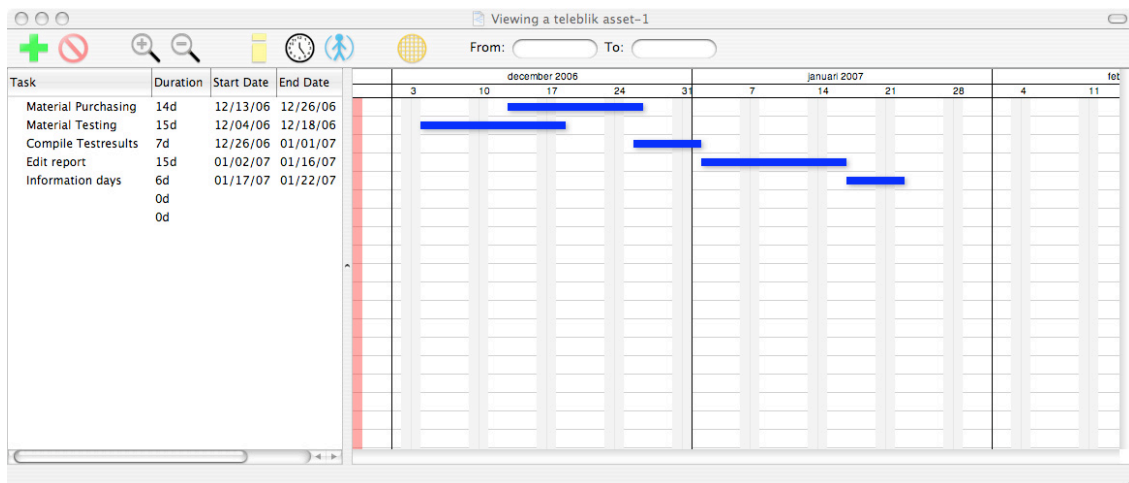 Viewing a teleblik asset-1
From: To:
Task Duration Start Date End Date
december 2006 januari 2007 feb
3 10 17 24 31 7 14 21 28 4 11
Material Purchasing 14d 12/13/06 12/26/06
Material Testing 15d 12/04/06 12/18/06
Compile Testresults 7d 12/26/06 01/01/07
Edit report 15d 01/02/07 01/16/07
Information days 6d 01/17/07 01/22/07
0d
0d